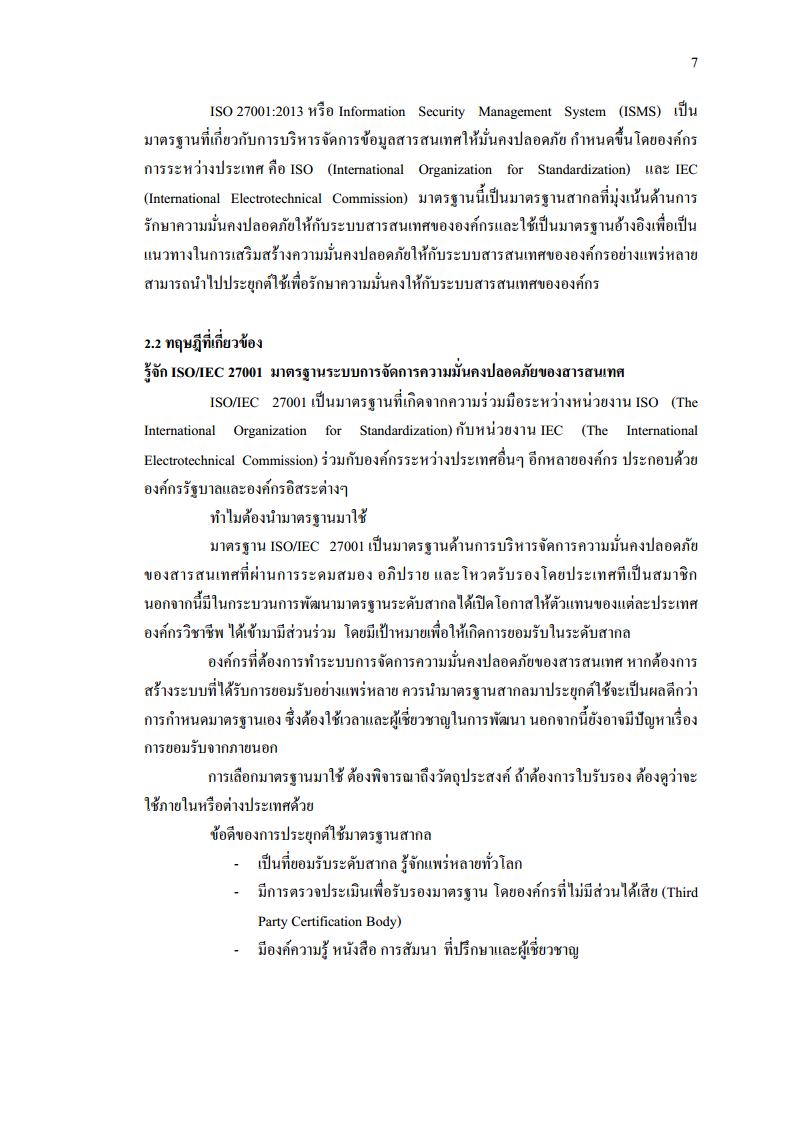 7
ISO 27001:2013 หรือ Information Security Management System (ISMS) เป็น
มาตรฐานที่เกี่ยวกับการบริหารจัดการข้อมูลสารสนเทศให้มั่นคงปลอดภัย กำหนดขึ้นโดยองค์กร
การระหว่างประเทศ คือ ISO (International Organization for Standardization) และ IEC
(International Electrotechnical Commission) มาตรฐานนี้เป็นมาตรฐานสากลที่มุ่งเน้นด้านการ
รักษาความมั่นคงปลอดภัยให้กับระบบสารสนเทศขององค์กรและใช้เป็นมาตรฐานอ้างอิงเพื่อเป็น
แนวทางในการเสริมสร้างความมั่นคงปลอดภัยให้กับระบบสารสนเทศขององค์กรอย่างแพร่หลาย
สามารถนำไปประยุกต์ใช้เพื่อรักษาความมั่นคงให้กับระบบสารสนเทศขององค์กร
2.2 ทฤษฎีที่เกี่ยวข้อง
รู้จัก ISO/IEC 27001 มาตรฐานระบบการจัดการความมั่นคงปลอดภัยของสารสนเทศ
ISO/IEC 27001 เป็นมาตรฐานที่เกิดจากความร่วมมือระหว่างหน่วยงาน ISO (The
International Organization for Standardization) กับหน่วยงาน IEC (The International
Electrotechnical Commission) ร่วมกับองค์กรระหว่างประเทศอื่นๆ อีกหลายองค์กร ประกอบด้วย
องค์กรรัฐบาลและองค์กรอิสระต่างๆ
ทำไมต้องนำมาตรฐานมาใช้
มาตรฐาน ISO/IEC 27001 เป็นมาตรฐานด้านการบริหารจัดการความมั่นคงปลอดภัย
ของสารสนเทศที่ผ่านการระดมสมอง อภิปราย และโหวตรับรองโดยประเทศทีเป็นสมาชิก
นอกจากนี้มีในกระบวนการพัฒนามาตรฐานระดับสากลได้เปิดโอกาสให้ตัวแทนของแต่ละประเทศ
องค์กรวิชาชีพ ได้เข้ามามีส่วนร่วม โดยมีเป้าหมายเพื่อให้เกิดการยอมรับในระดับสากล
องค์กรที่ต้องการทำระบบการจัดการความมั่นคงปลอดภัยของสารสนเทศ หากต้องการ
สร้างระบบที่ได้รับการยอมรับอย่างแพร่หลาย ควรนำมาตรฐานสากลมาประยุกต์ใช้จะเป็นผลดีกว่า
การกำหนดมาตรฐานเอง ซึ่งต้องใช้เวลาและผู้เชี่ยวชาญในการพัฒนา นอกจากนี้ยังอาจมีปัญหาเรื่อง
การยอมรับจากภายนอก
การเลือกมาตรฐานมาใช้ ต้องพิจารณาถึงวัตถุประสงค์ ถ้าต้องการใบรับรอง ต้องดูว่าจะ
ใช้ภายในหรือต่างประเทศด้วย
ข้อดีของการประยุกต์ใช้มาตรฐานสากล
- เป็นที่ยอมรับระดับสากล รู้จักแพร่หลายทั่วโลก
- มีการตรวจประเมินเพื่อรับรองมาตรฐาน โดยองค์กรที่ไม่มีส่วนได้เสีย (Third
Party Certification Body)
- มีองค์ความรู้ หนังสือ การสัมนา ที่ปรึกษาและผู้เชี่ยวชาญ